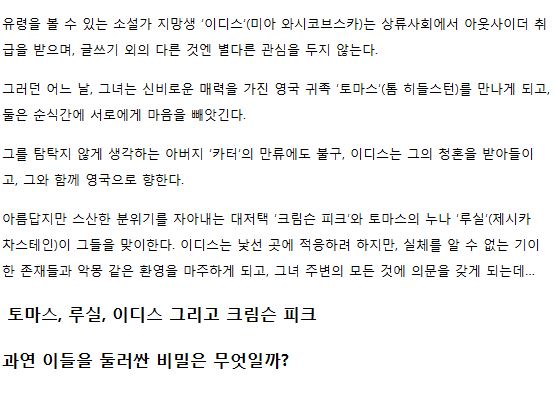 유령을 볼 수 있는 소설가 지망생 '이디스'(미아 와시코브스카)는 상류사회에서 아웃사이더 취
급을 받으며, 글쓰기 외의 다른 것엔 별다른 관심을 두지 않는다.
그러던 어느 날, 그녀는 신비로운 매력을 가진 영국 귀족 '토마스'(톰 히들스턴)를 만나게 되고,
둘은 순식간에 서로에게 마음을 빼앗긴다.
그를 탐탁지 않게 생각하는 아버지 '카터'의 만류에도 불구, 이디스는 그의 청혼을 받아들이
고, 그와 함께 영국으로 향한다.
아름답지만 스산한 분위기를 자아내는 대저택 '크림슨 피크'와 토마스의 누나 '루실'(제시카
차스테인)이 그들을 맞이한다. 이디스는 낯선 곳에 적응하려 하지만, 실체를 알 수 없는 기이
한 존재들과 악몽 같은 환영을 마주하게 되고, 그녀 주변의 모든 것에 의문을 갖게 되는데...
토마스, 루실, 이디스 그리고 크림슨 피크
과연 이들을 둘러싼 비밀은 무엇일까?